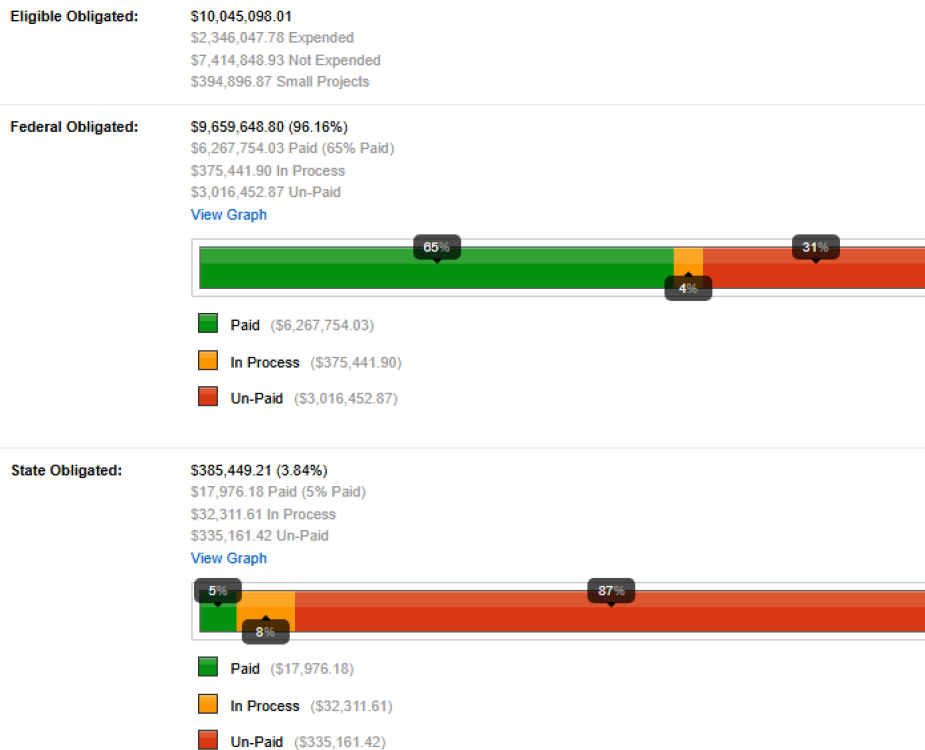 Eligible Obligated: $10,045,098.01
$2,346,047.78 Expended
$7,414,848.93 Not Expended
$394,896.87 Small Projects
Federal Obligated: $9,659,648.80 (96.16%)
$6,267,754.03 Paid (65% Paid)
$375,441.90 In Process
$3,016,452.87 Un-Paid
View Graph
65% 31%
4%
Paid ($6,267,754.03)
In Process ($375,441.90)
Un-Paid ($3,016,452.87)
State Obligated: $385,449.21 (3.84%)
$17,976.18 Paid (5% Paid)
$32,311.61 In Process
$335,161.42 Un-Paid
View Graph
5% 87%
8%
Paid ($17,976.18)
In Process ($32,311.61)
Un-Paid ($335,161.42)